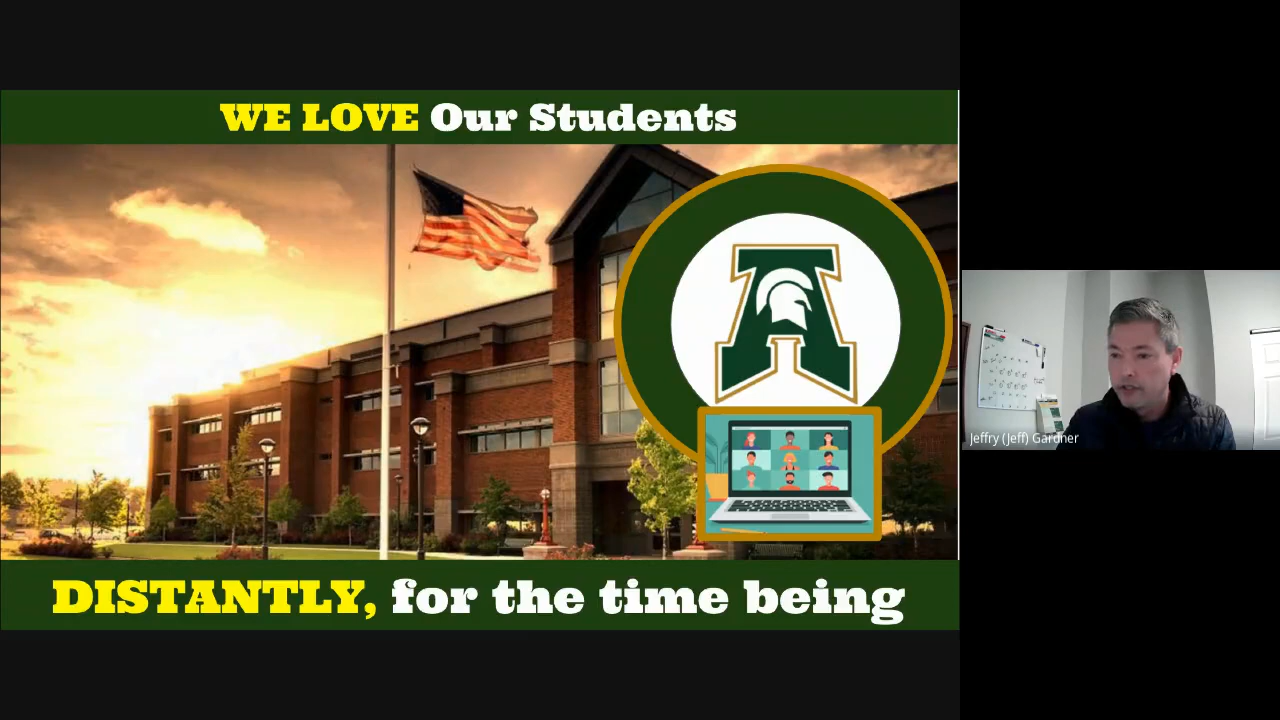 WE LOVE Our Students
A
DISTANTLY, for the time being
Jeffry (Jeff) Gardner